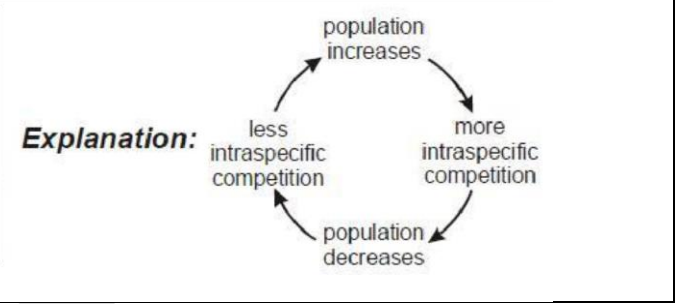 population
increases
Explanation:
less
intraspecific
competition
more
intraspecific
competition
population
decreases